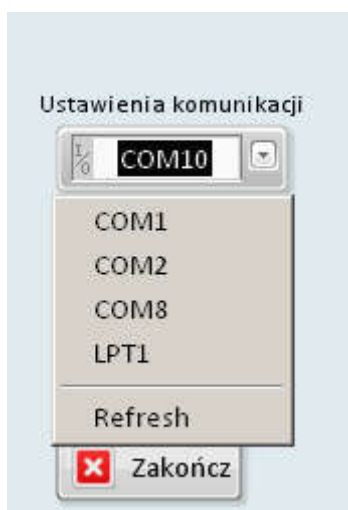 Ustawienia komunikacji
I/O COM10
COM1
COM2
COM8
LPT1
Refresh
Zakończ